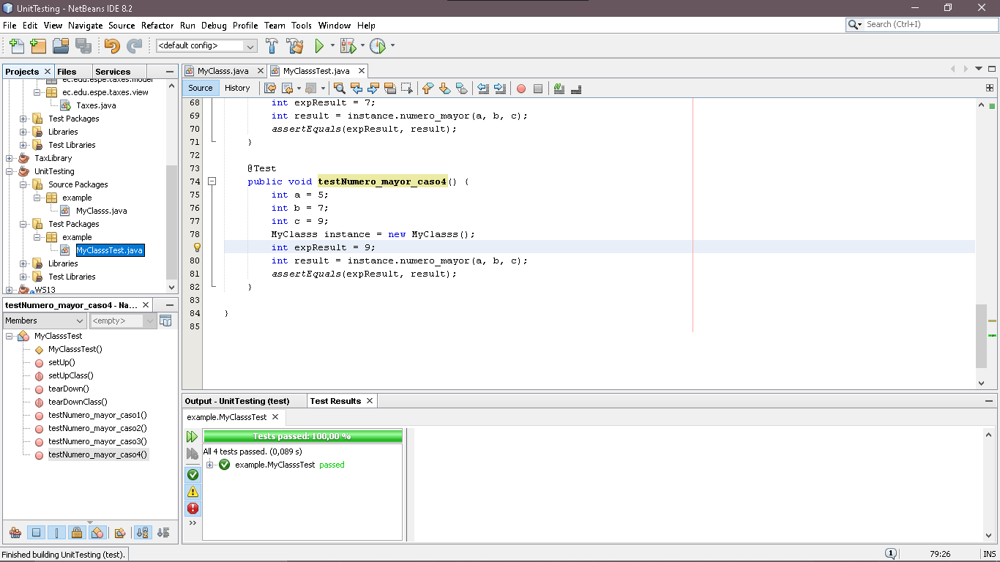 UnitTesting - NetBeans IDE 8.2
File Edit View Navigate Source Refactor Run Debug Profile Team Tools Window Help
Search (Ctrl+I)
<default config>
Projects Files Services
ec.edu.espe.taxes.model
ec.edu.espe.taxes.view
Taxes.java
Test Packages
Libraries
Test Libraries
TaxLibrary
UnitTesting
Source Packages
example
MyClasss.java
Test Packages
example
MyClasssTest.java
Libraries
Test Libraries
WS13
testNumero_mayor_caso4 - Na...
Members <empty>
MyClasssTest
MyClasssTest()
setUp()
setUpClass()
tearDown()
tearDownClass()
testNumero_mayor_caso1()
testNumero_mayor_caso2()
testNumero_mayor_caso3()
testNumero_mayor_caso4()
MyClasss.java MyClasssTest.java
Source History
68 int expResult = 7;
69 int result = instance.numero_mayor(a, b, c);
70 assertEquals(expResult, result);
71 }
72
73 @Test
74 public void testNumero_mayor_caso4() {
75 int a = 5;
76 int b = 7;
77 int c = 9;
78 MyClasss instance = new MyClasss();
int expResult = 9;
80 int result = instance.numero_mayor(a, b, c);
81 assertEquals(expResult, result);
82 }
83
84 }
85
Output - UnitTesting (test) Test Results
example.MyClasssTest
Tests passed: 100,00 %
All 4 tests passed. (0,089 s)
example.MyClasssTest passed
Finished building UnitTesting (test).
1
79:26
INS